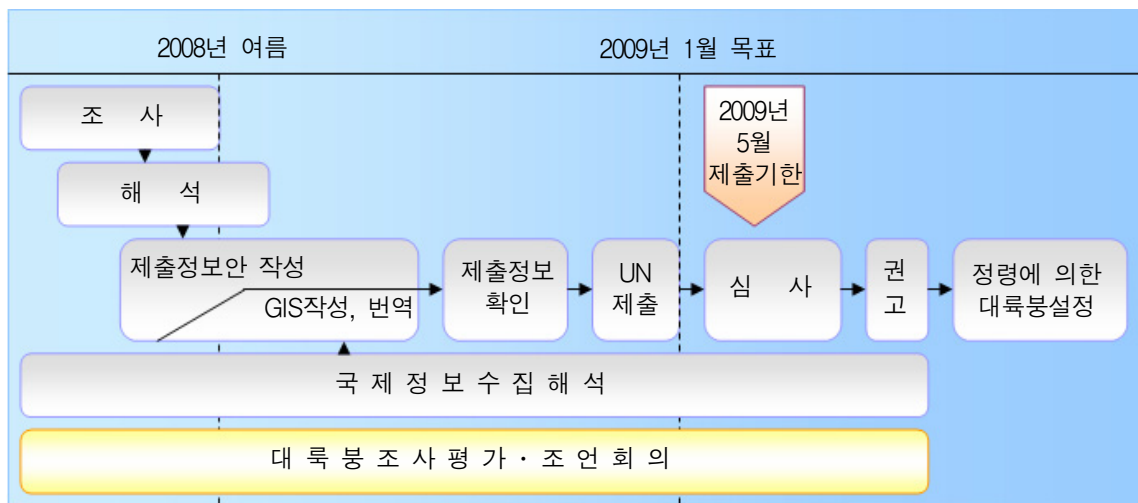 2008년 여름
2009년 1월 목표
조 사
2009년
5월
제출기한
해 석
제출정보안 작성
GIS작성, 번역
제출정보
확인
UN
제출
심 사
권
고
정령에 의한
대륙붕설정
국 제 정 보 수 집 해 석
대 륙 붕 조 사 평 가 · 조 언 회 의